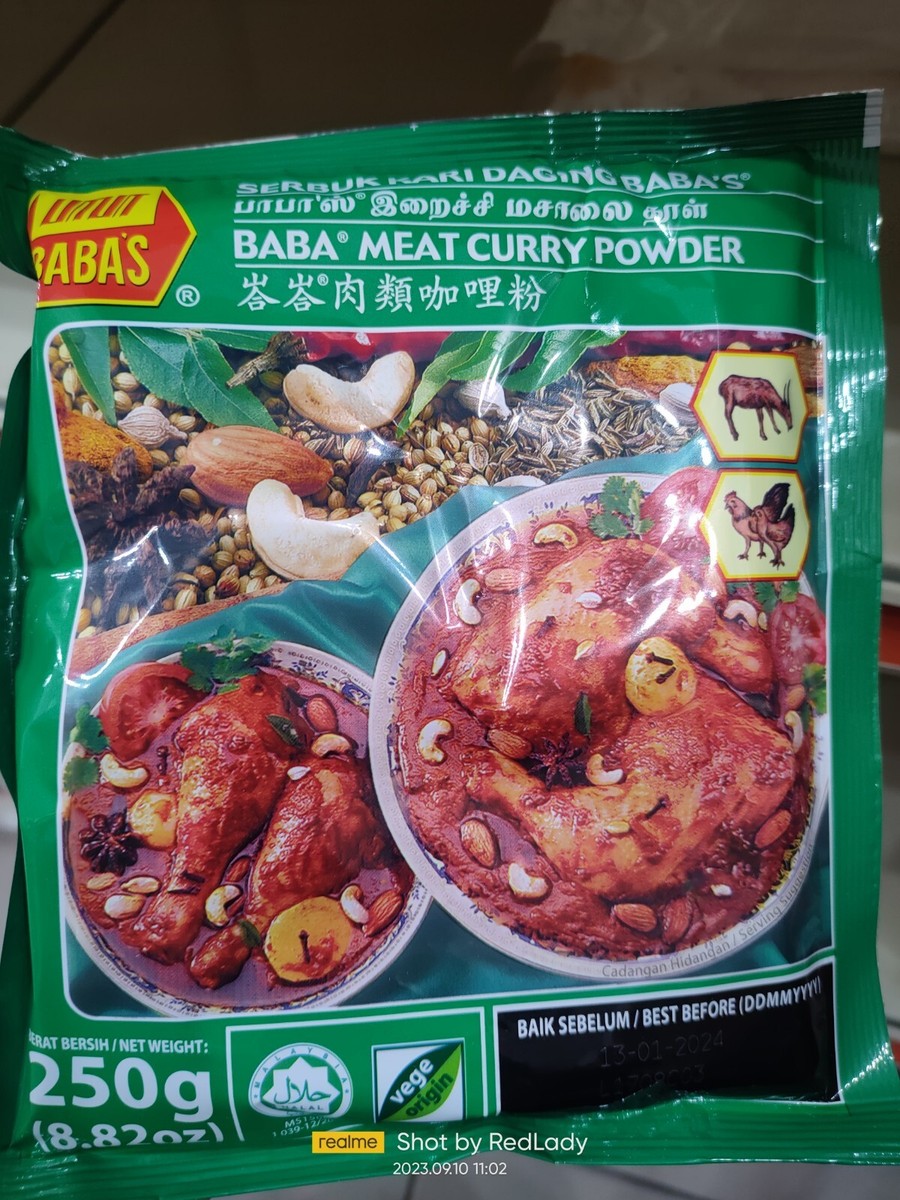 SERBUK KARI DAGING BABA'S®
பாபா'ஸ்® இறைச்சி மசாலை தூள்
BABA® MEAT CURRY POWDER
峇峇®肉類咖哩粉
BABA'S
®
Cadangan Hidangan / Serving
BERAT BERSIH / NET WEIGHT:
250g
(8.82oz)
MALAYSIA
حلال
HALAL
vege
origin
BAIK SEBELUM / BEST BEFORE (DDMMYYYY)
13-01-2024
realme Shot by RedLady
2023.09.10 11:02